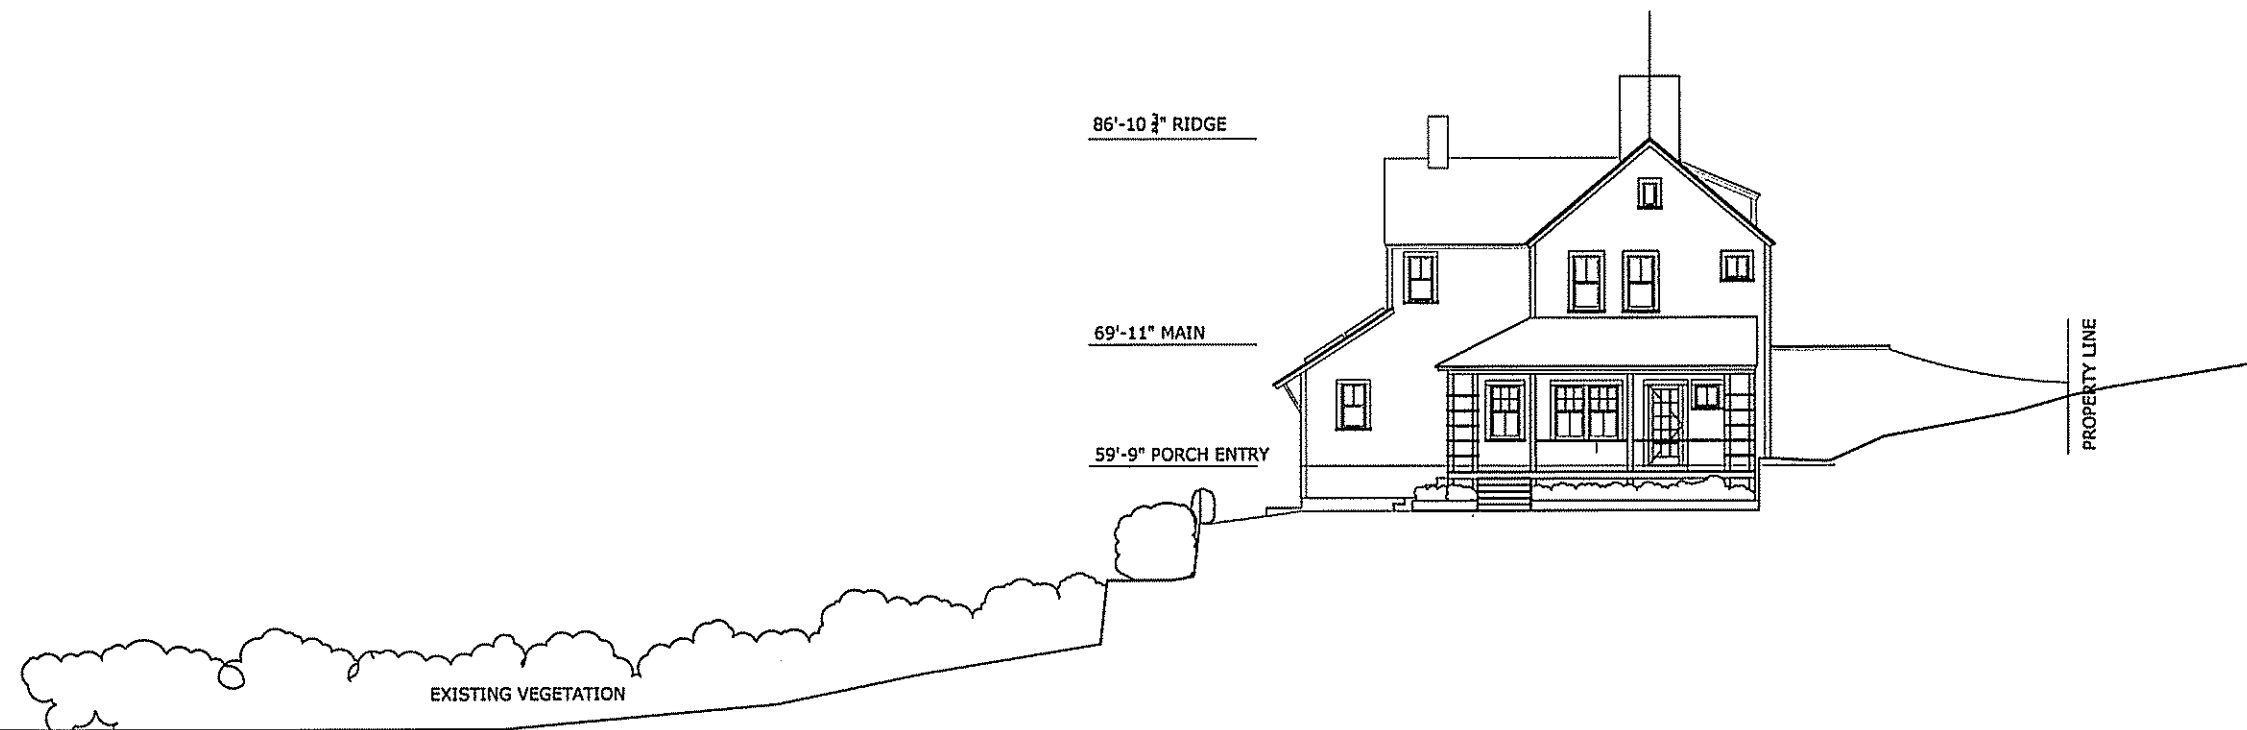 86'-10 3/4" RIDGE
69'-11" MAIN
PROPERTY LINE
59'-9" PORCH ENTRY
EXISTING VEGETATION